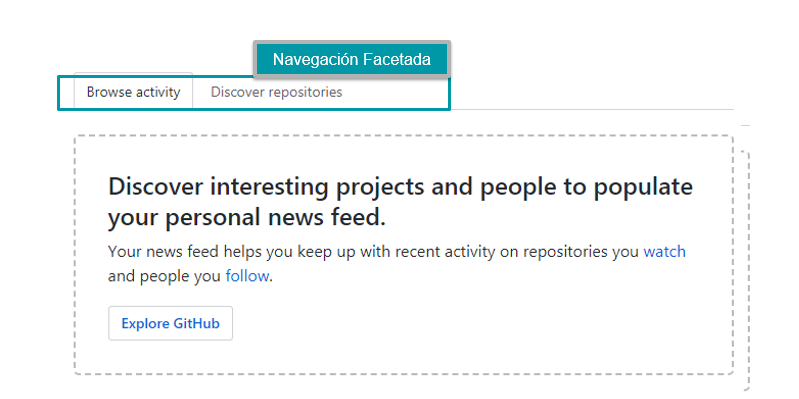 Navegación Facetada
Browse activity Discover repositories
Discover interesting projects and people to populate
your personal news feed.
Your news feed helps you keep up with recent activity on repositories you watch
and people you follow.
Explore GitHub